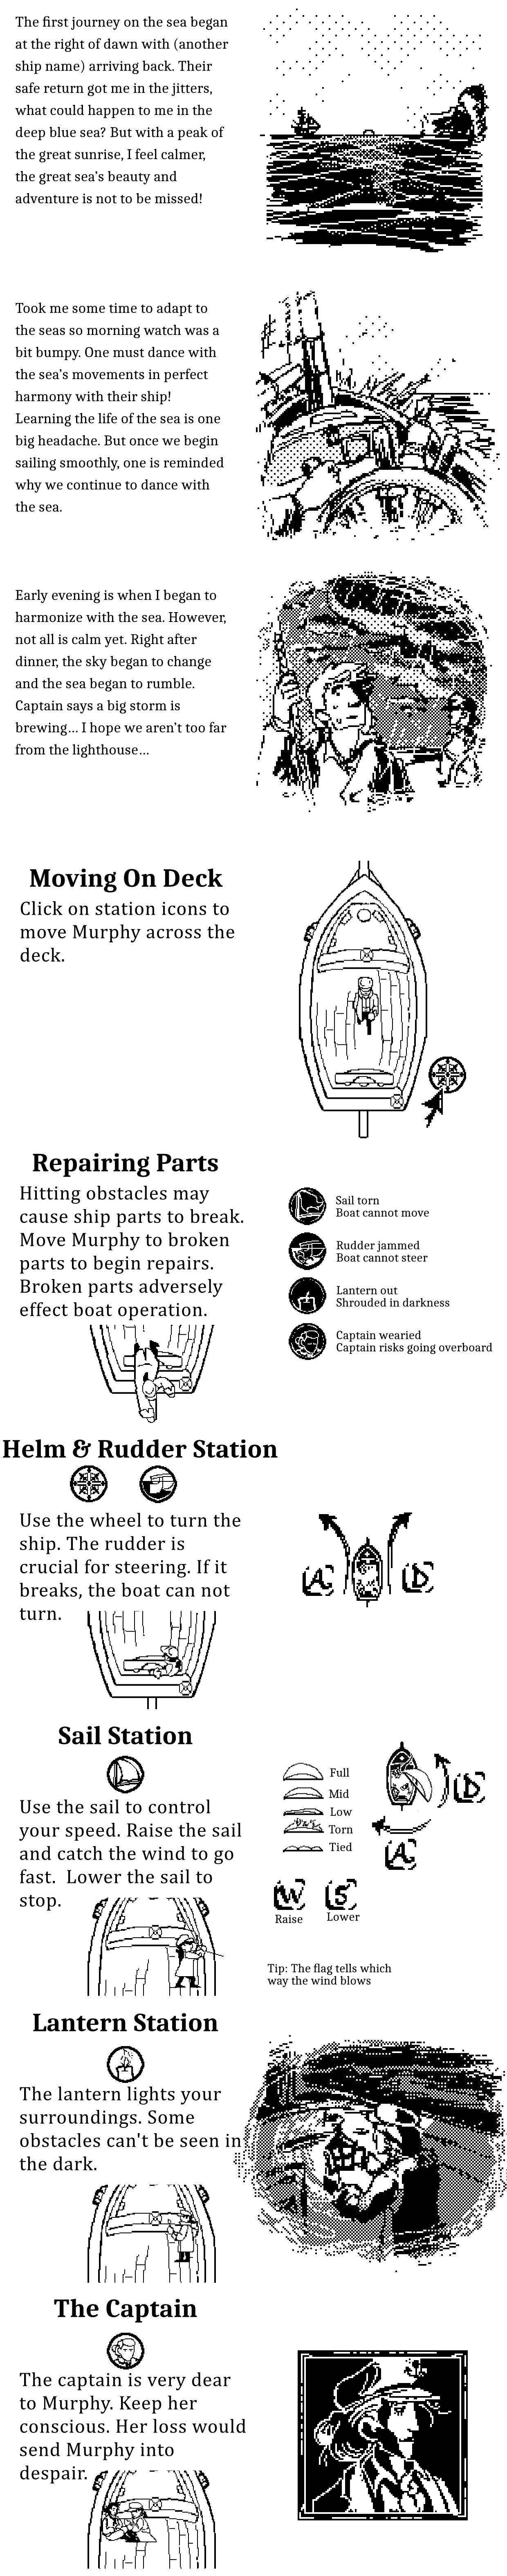 The first journey on the sea began
at the right of dawn with (another
ship name) arriving back. Their
safe return got me in the jitters,
what could happen to me in the
deep blue sea? But with a peak of
the great sunrise, I feel calmer,
the great sea's beauty and
adventure is not to be missed!
Took me some time to adapt to
the seas so morning watch was a
bit bumpy. One must dance with
the sea's movements in perfect
harmony with their ship!
Learning the life of the sea is one
big headache. But once we begin
sailing smoothly, one is reminded
why we continue to dance with
the sea.
Early evening is when I began to
harmonize with the sea. However,
not all is calm yet. Right after
dinner, the sky began to change
and the sea began to rumble.
Captain says a big storm is
brewing... I hope we aren't too far
from the lighthouse...
Moving On Deck
Click on station icons to
move Murphy across the
deck.
Repairing Parts
Hitting obstacles may
cause ship parts to break.
Move Murphy to broken
parts to begin repairs.
Broken parts adversely
effect boat operation.
Sail torn
Boat cannot move
Rudder jammed
Boat cannot steer
Lantern out
Shrouded in darkness
Captain wearied
Captain risks going overboard
Helm & Rudder Station
Use the wheel to turn the
ship. The rudder is
crucial for steering. If it
breaks, the boat can not
turn.
A D
Sail Station
Use the sail to control
your speed. Raise the sail
and catch the wind to go
fast.  Lower the sail to
stop.
Full
Mid
Low
Torn
Tied
D
A
W S
Raise Lower
Tip: The flag tells which
way the wind blows
Lantern Station
The lantern lights your
surroundings. Some
obstacles can't be seen in
the dark.
The Captain
The captain is very dear
to Murphy. Keep her
conscious. Her loss would
send Murphy into
despair.